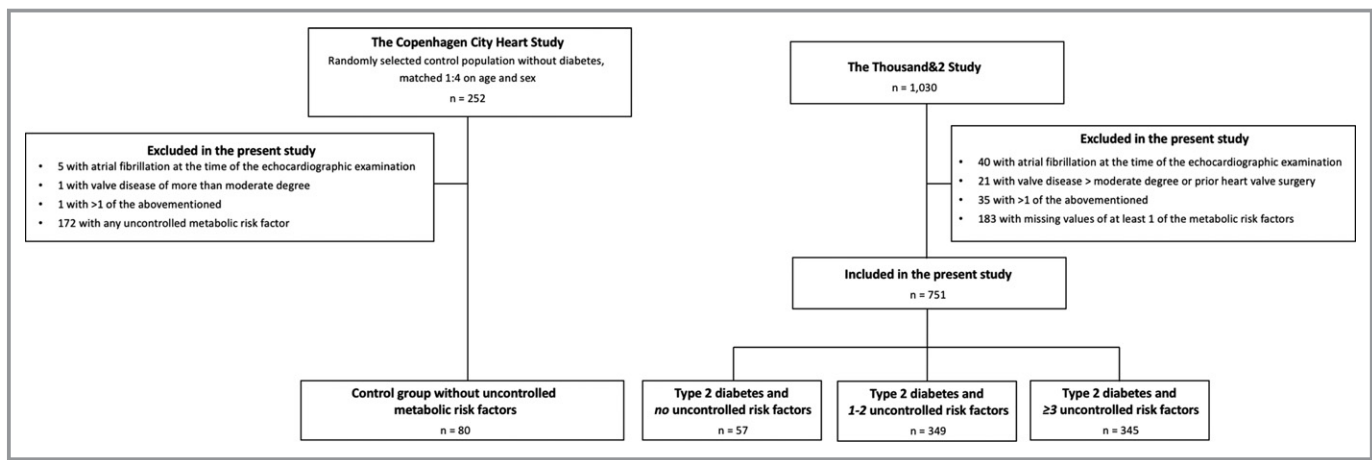 The Copenhagen City Heart Study
Randomly selected control population without diabetes,
matched 1:4 on age and sex
n = 252
Excluded in the present study
• 5 with atrial fibrillation at the time of the echocardiographic examination
• 1 with valve disease of more than moderate degree
• 1 with >1 of the abovementioned
• 172 with any uncontrolled metabolic risk factor
Control group without uncontrolled
metabolic risk factors
n = 80
The Thousand&2 Study
n = 1,030
Excluded in the present study
• 40 with atrial fibrillation at the time of the echocardiographic examination
• 21 with valve disease > moderate degree or prior heart valve surgery
• 35 with >1 of the abovementioned
• 183 with missing values of at least 1 of the metabolic risk factors
Included in the present study
n = 751
Type 2 diabetes and
no uncontrolled risk factors
n = 57
Type 2 diabetes and
1-2 uncontrolled risk factors
n = 349
Type 2 diabetes and
≥3 uncontrolled risk factors
n = 345